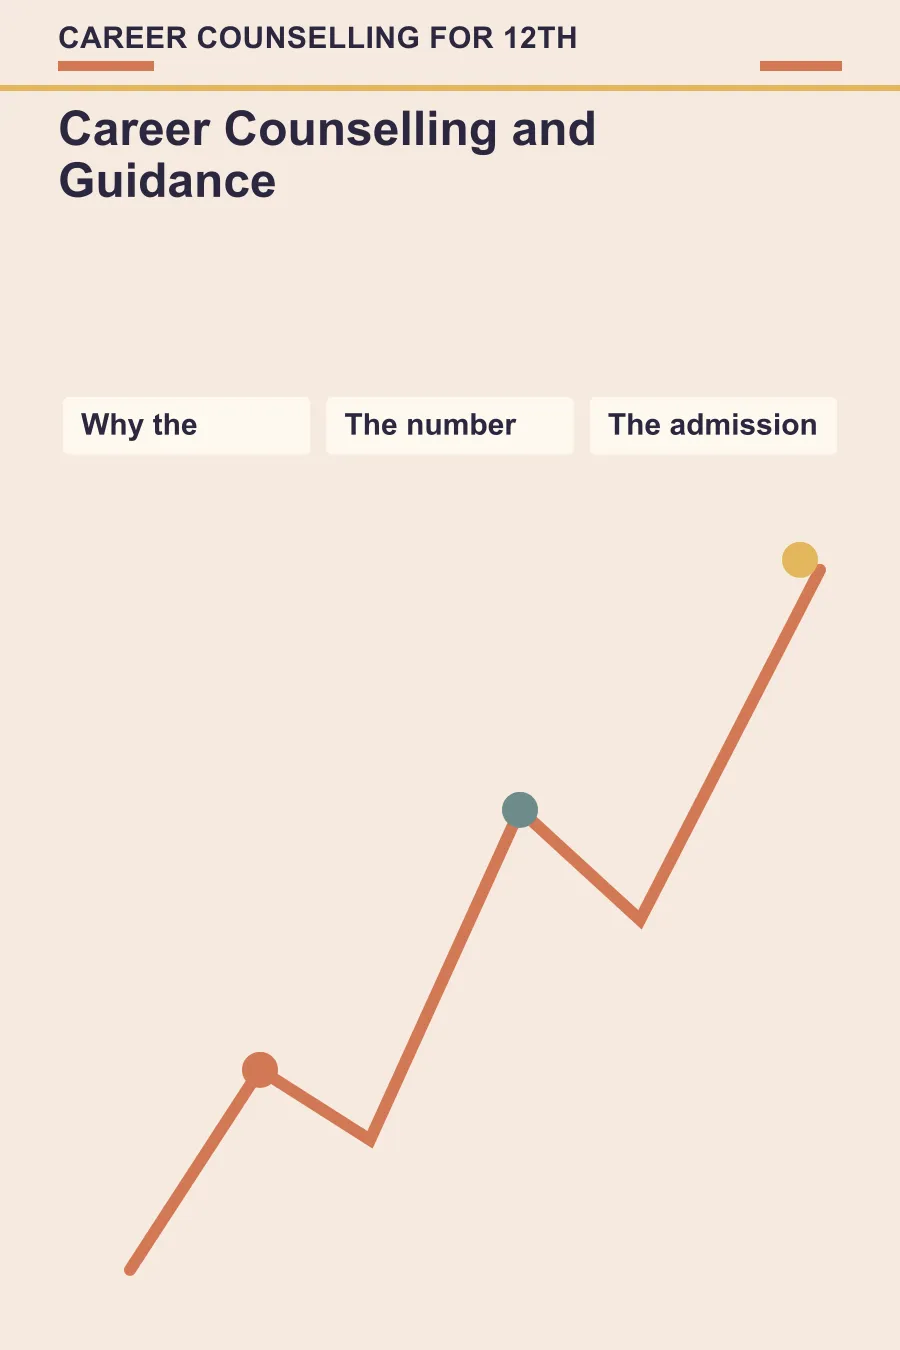 CAREER COUNSELLING FOR 12TH
Career Counselling and
Guidance
Why the
The number
The admission